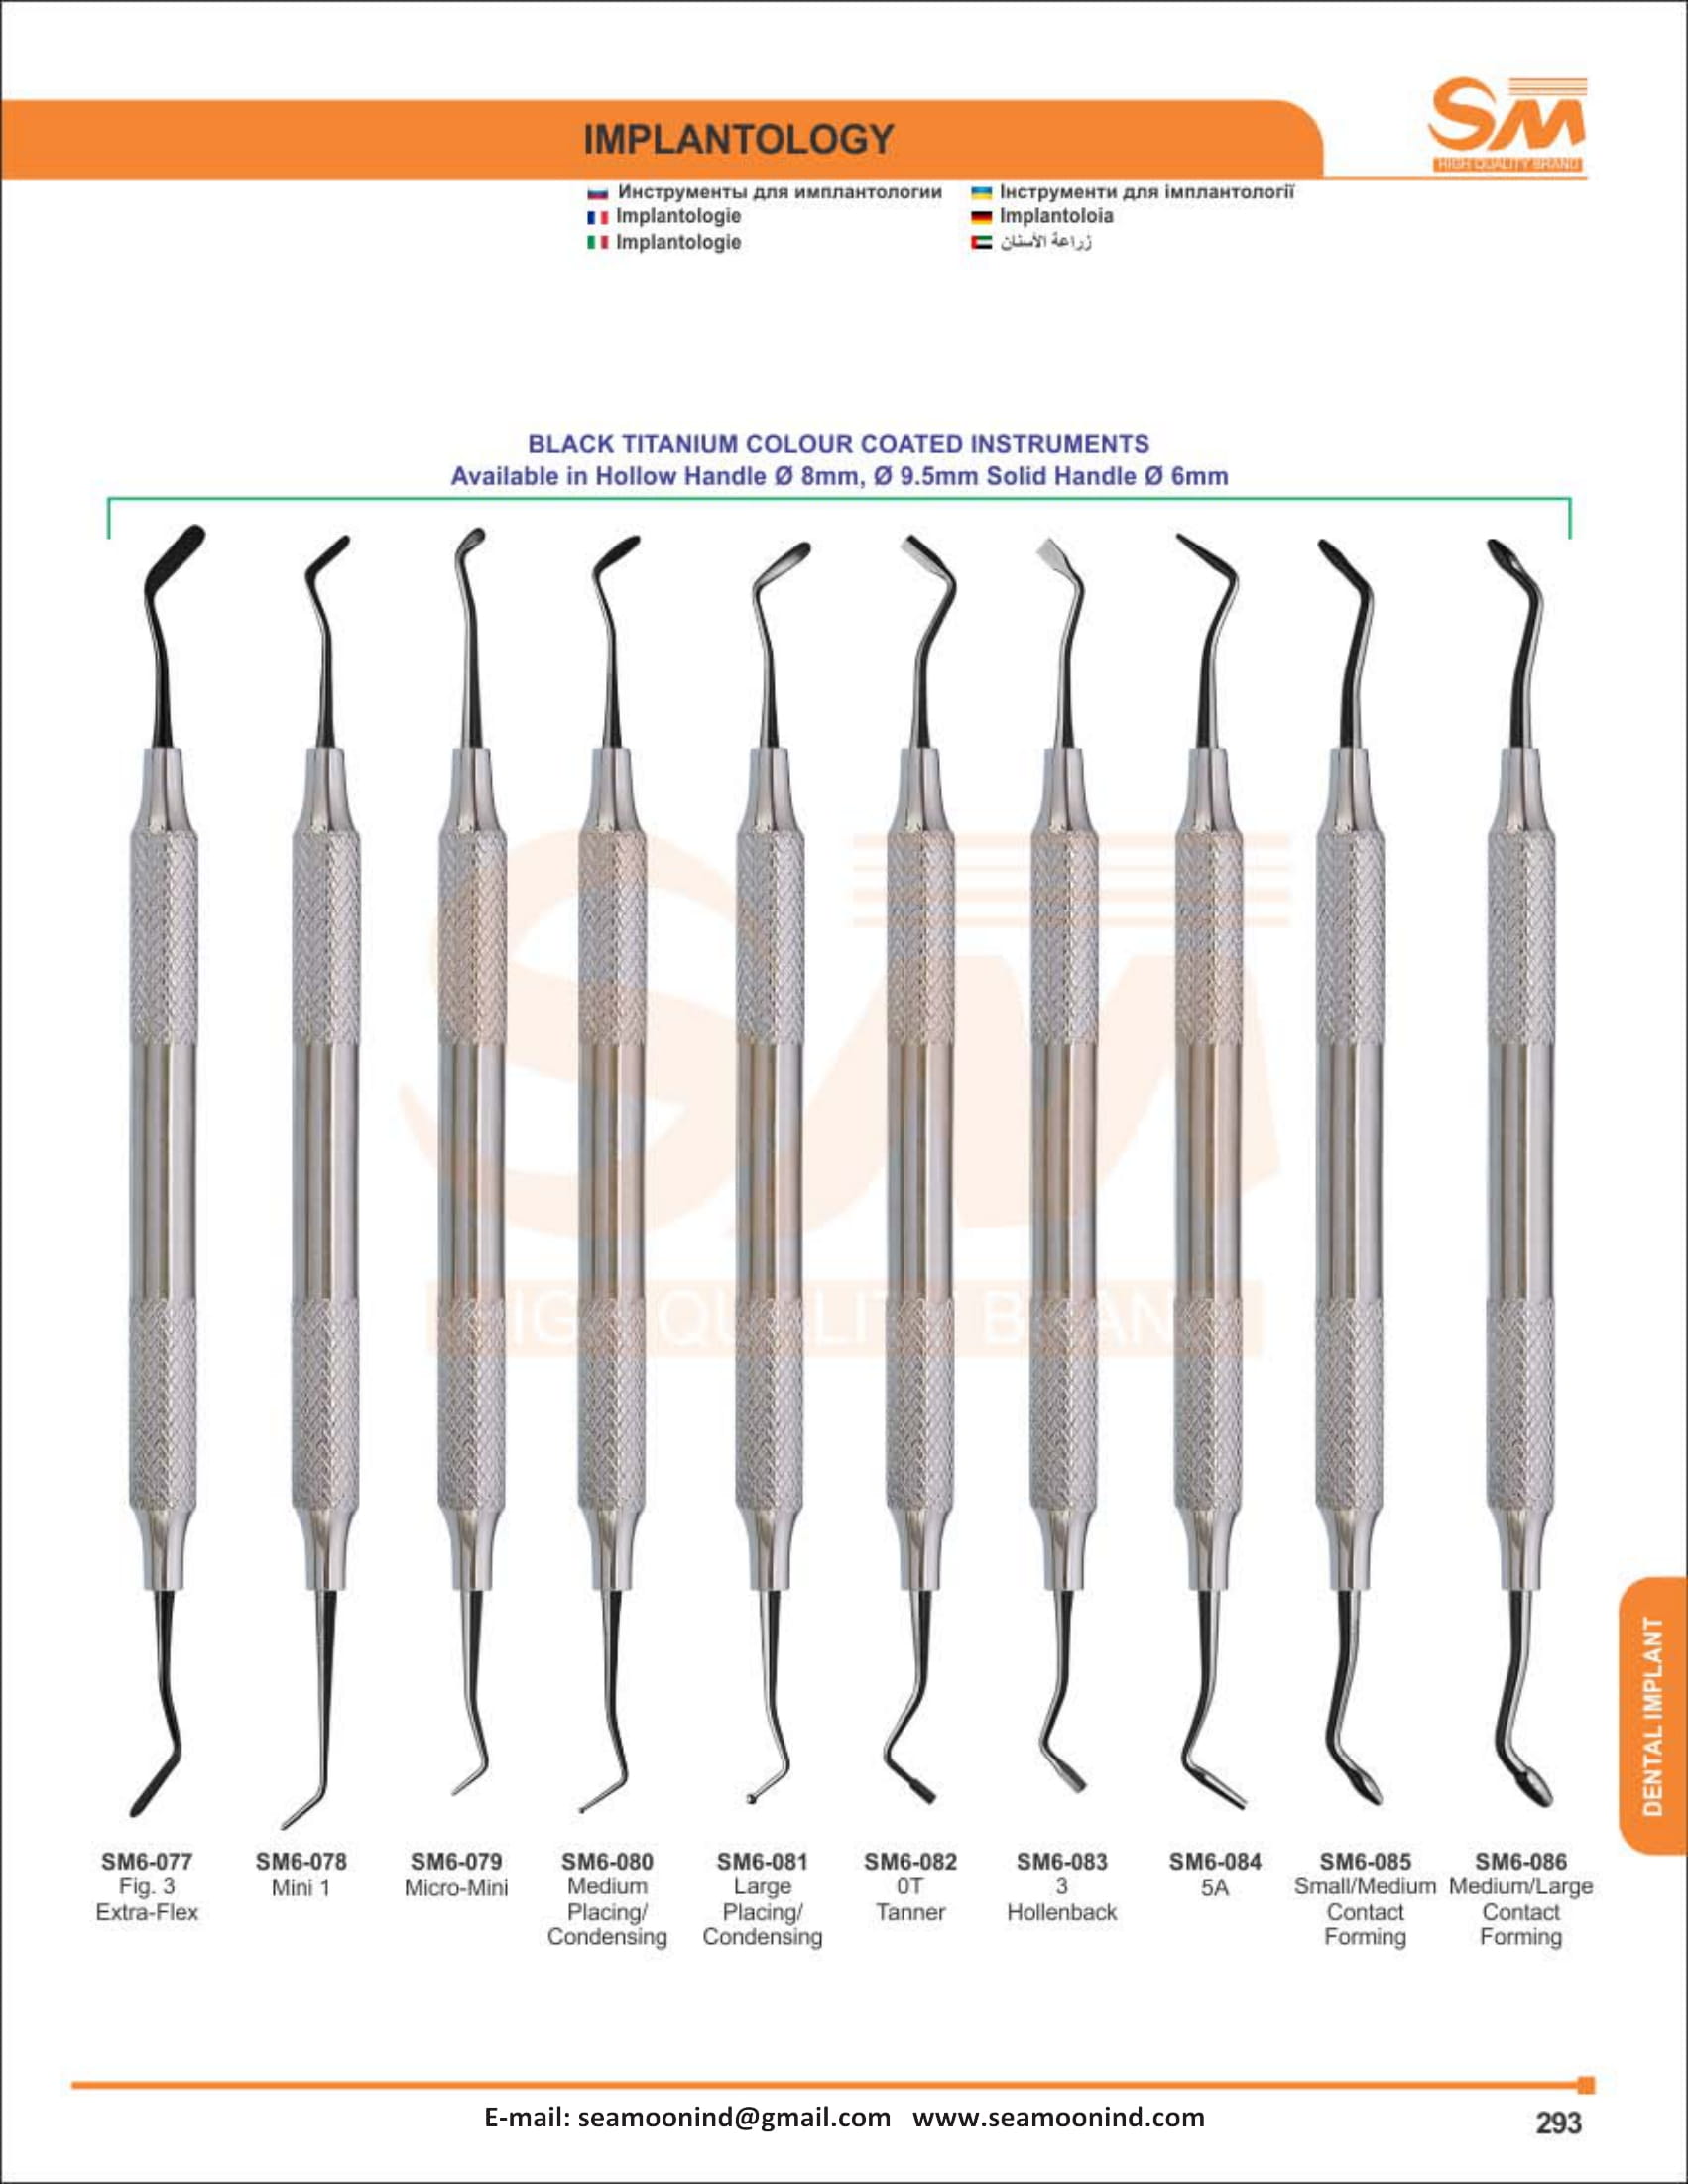 SM
HIGH QUALITY BRAND
IMPLANTOLOGY
Инструменты для имплантологии
Інструменти для імплантології
Implantologie
Implantoloia
Implantologie
زراعة الأسنان
BLACK TITANIUM COLOUR COATED INSTRUMENTS
Available in Hollow Handle Ø 8mm, Ø 9.5mm Solid Handle Ø 6mm
SM
HIGH QUALITY BRAND
DENTAL IMPLANT
SM6-077
Fig. 3
Extra-Flex
SM6-078
Mini 1
SM6-079
Micro-Mini
SM6-080
Medium
Placing/
Condensing
SM6-081
Large
Placing/
Condensing
SM6-082
0T
Tanner
SM6-083
3
Hollenback
SM6-084
5A
SM6-085
Small/Medium
Contact
Forming
SM6-086
Medium/Large
Contact
Forming
E-mail: seamoonind@gmail.com www.seamoonind.com
293